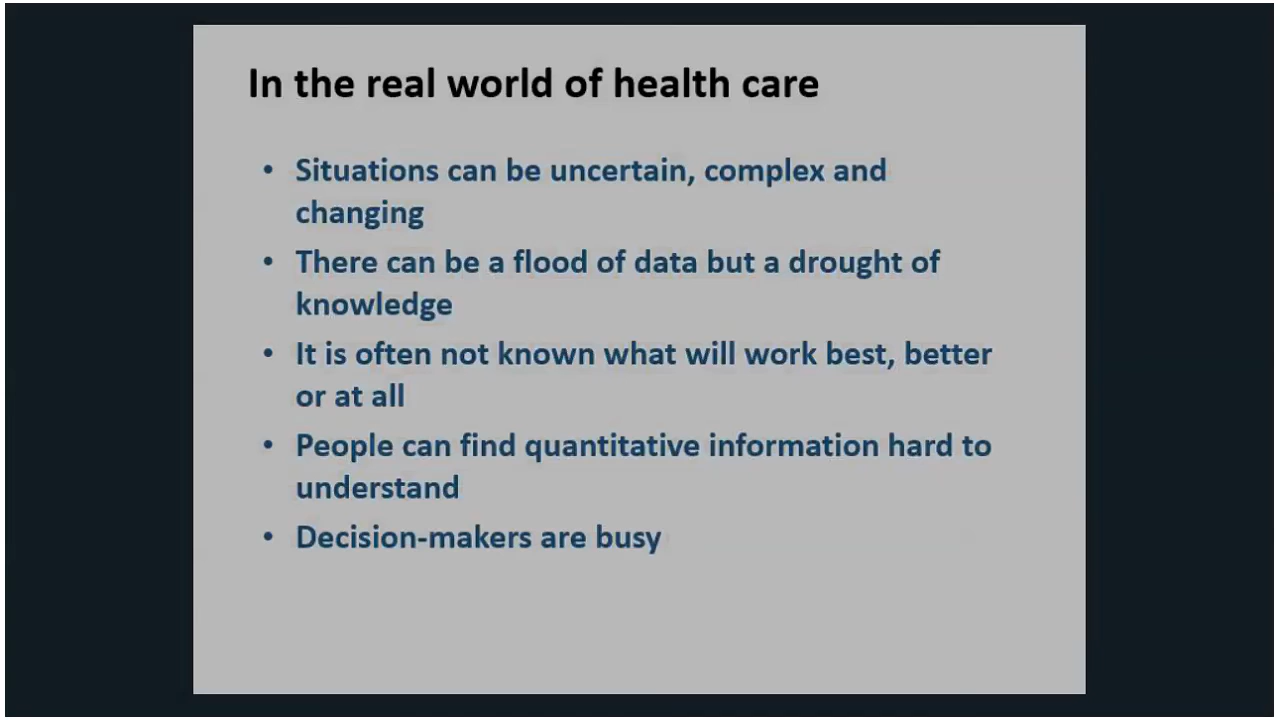 In the real world of health care
• Situations can be uncertain, complex and
changing
• There can be a flood of data but a drought of
knowledge
• It is often not known what will work best, better
or at all
• People can find quantitative information hard to
understand
• Decision-makers are busy